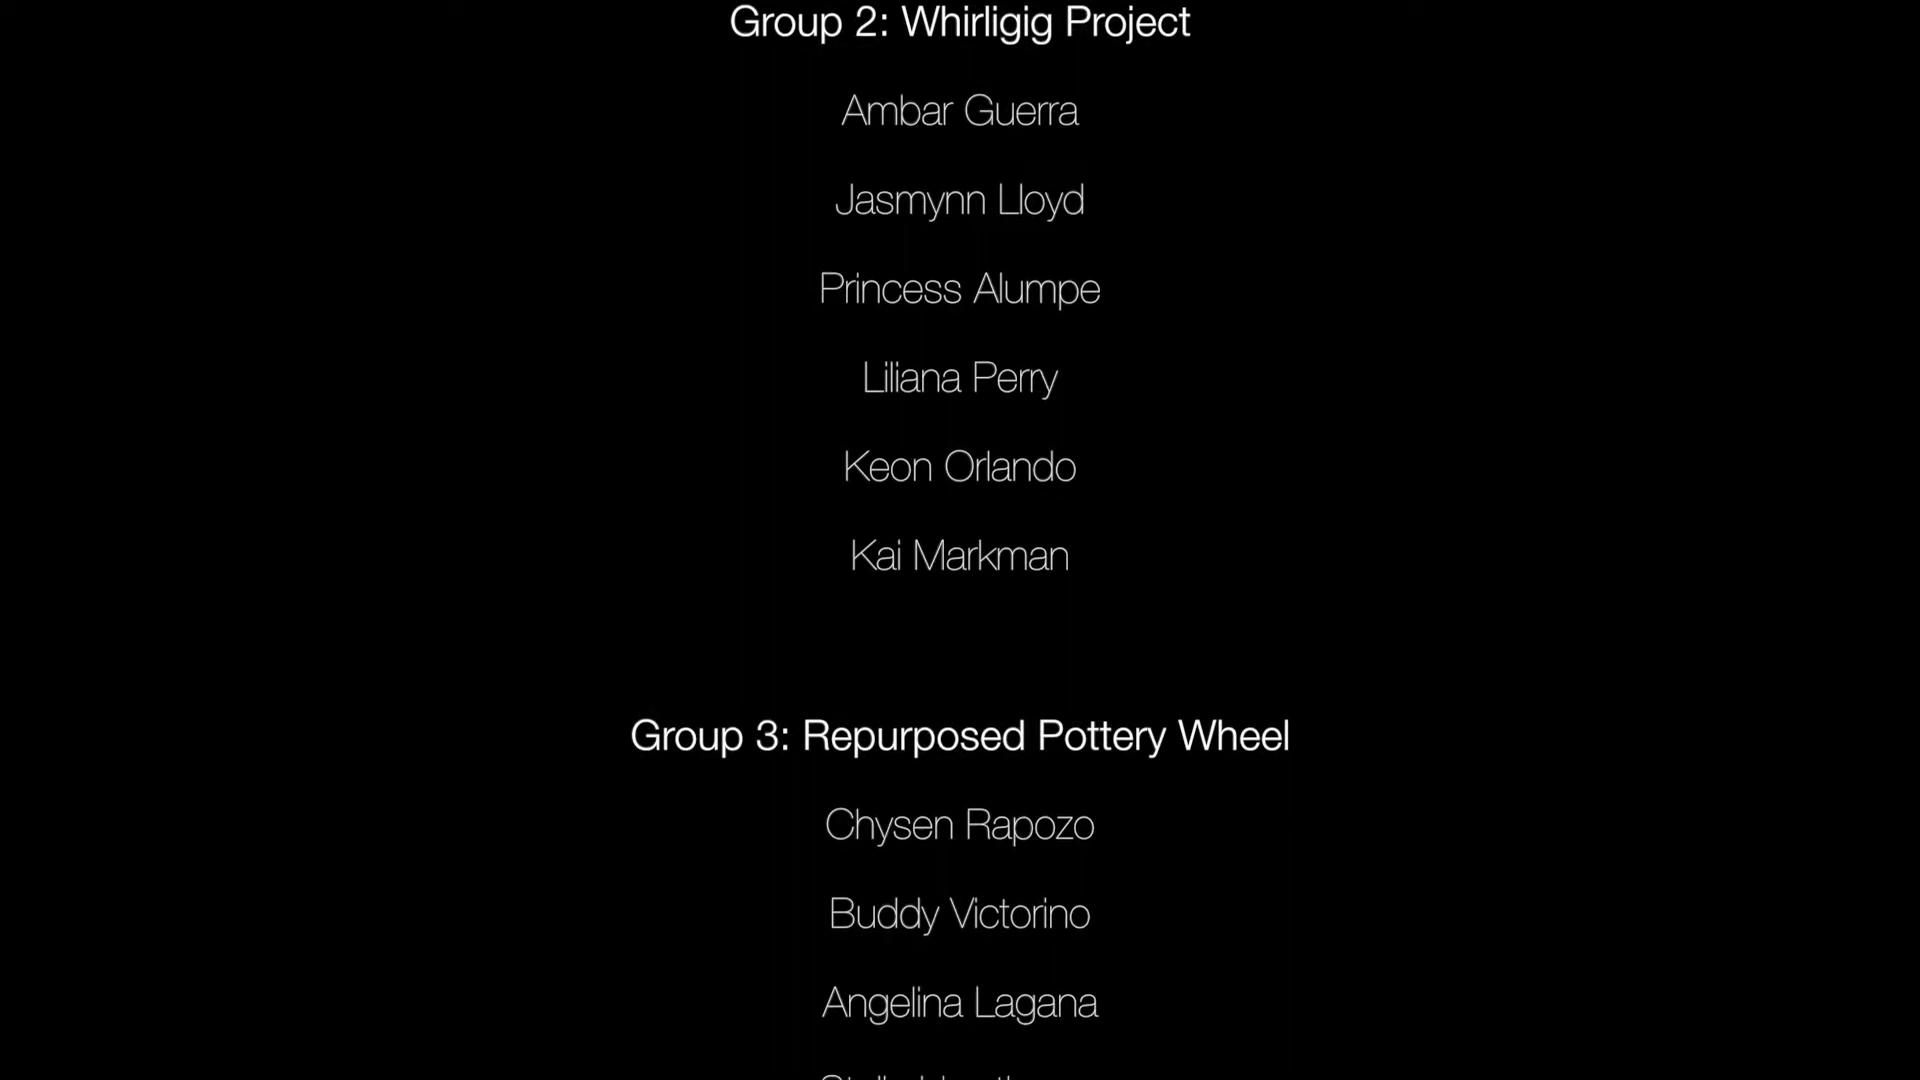 Group 2: Whirligig Project
Ambar Guerra
Jasmynn Lloyd
Princess Alumpe
Liliana Perry
Keon Orlando
Kai Markman
Group 3: Repurposed Pottery Wheel
Chysen Rapozo
Buddy Victorino
Angelina Lagana